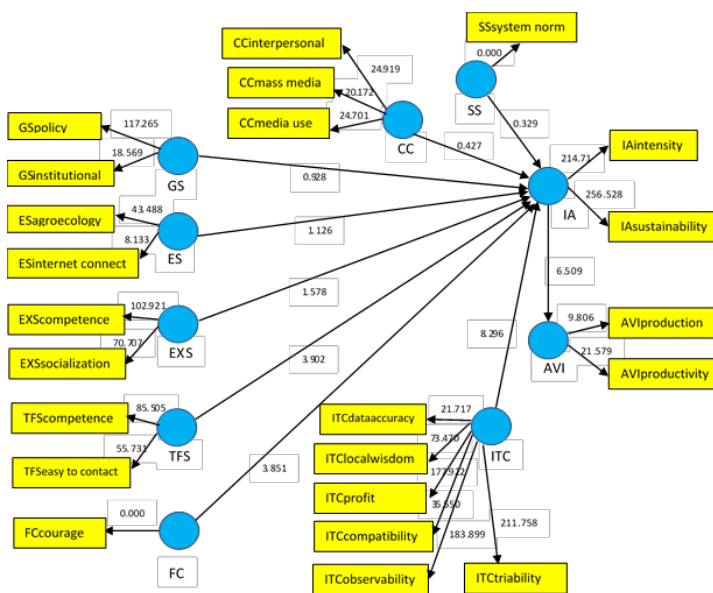 SSsystem norm
CCinterpersonal
0.000
24.919
CCmass media
20.172
SS
GSpolicy
117.265
CCmedia use
24.701
CC
0.329
0.427
GSinstitutional
18.569
GS
0.928
214.71
IAintensity
IA
256.528
ESagroecology
43.488
IAsustainability
ESinternet connect
8.133
ES
1.126
6.509
EXScompetence
102.921
1.578
9.806
AVIproduction
EXSsocialization
70.707
EXS
8.296
AVI
21.579
AVIproductivity
3.902
TFScompetence
85.505
ITCdataaccuracy
21.717
TFSeasy to contact
55.731
TFS
ITClocalwisdom
73.470
ITC
3.851
ITCprofit
FCcourage
0.000
ITCcompatibility
35.550
211.758
183.899
FC
ITCobservability
ITCtriability